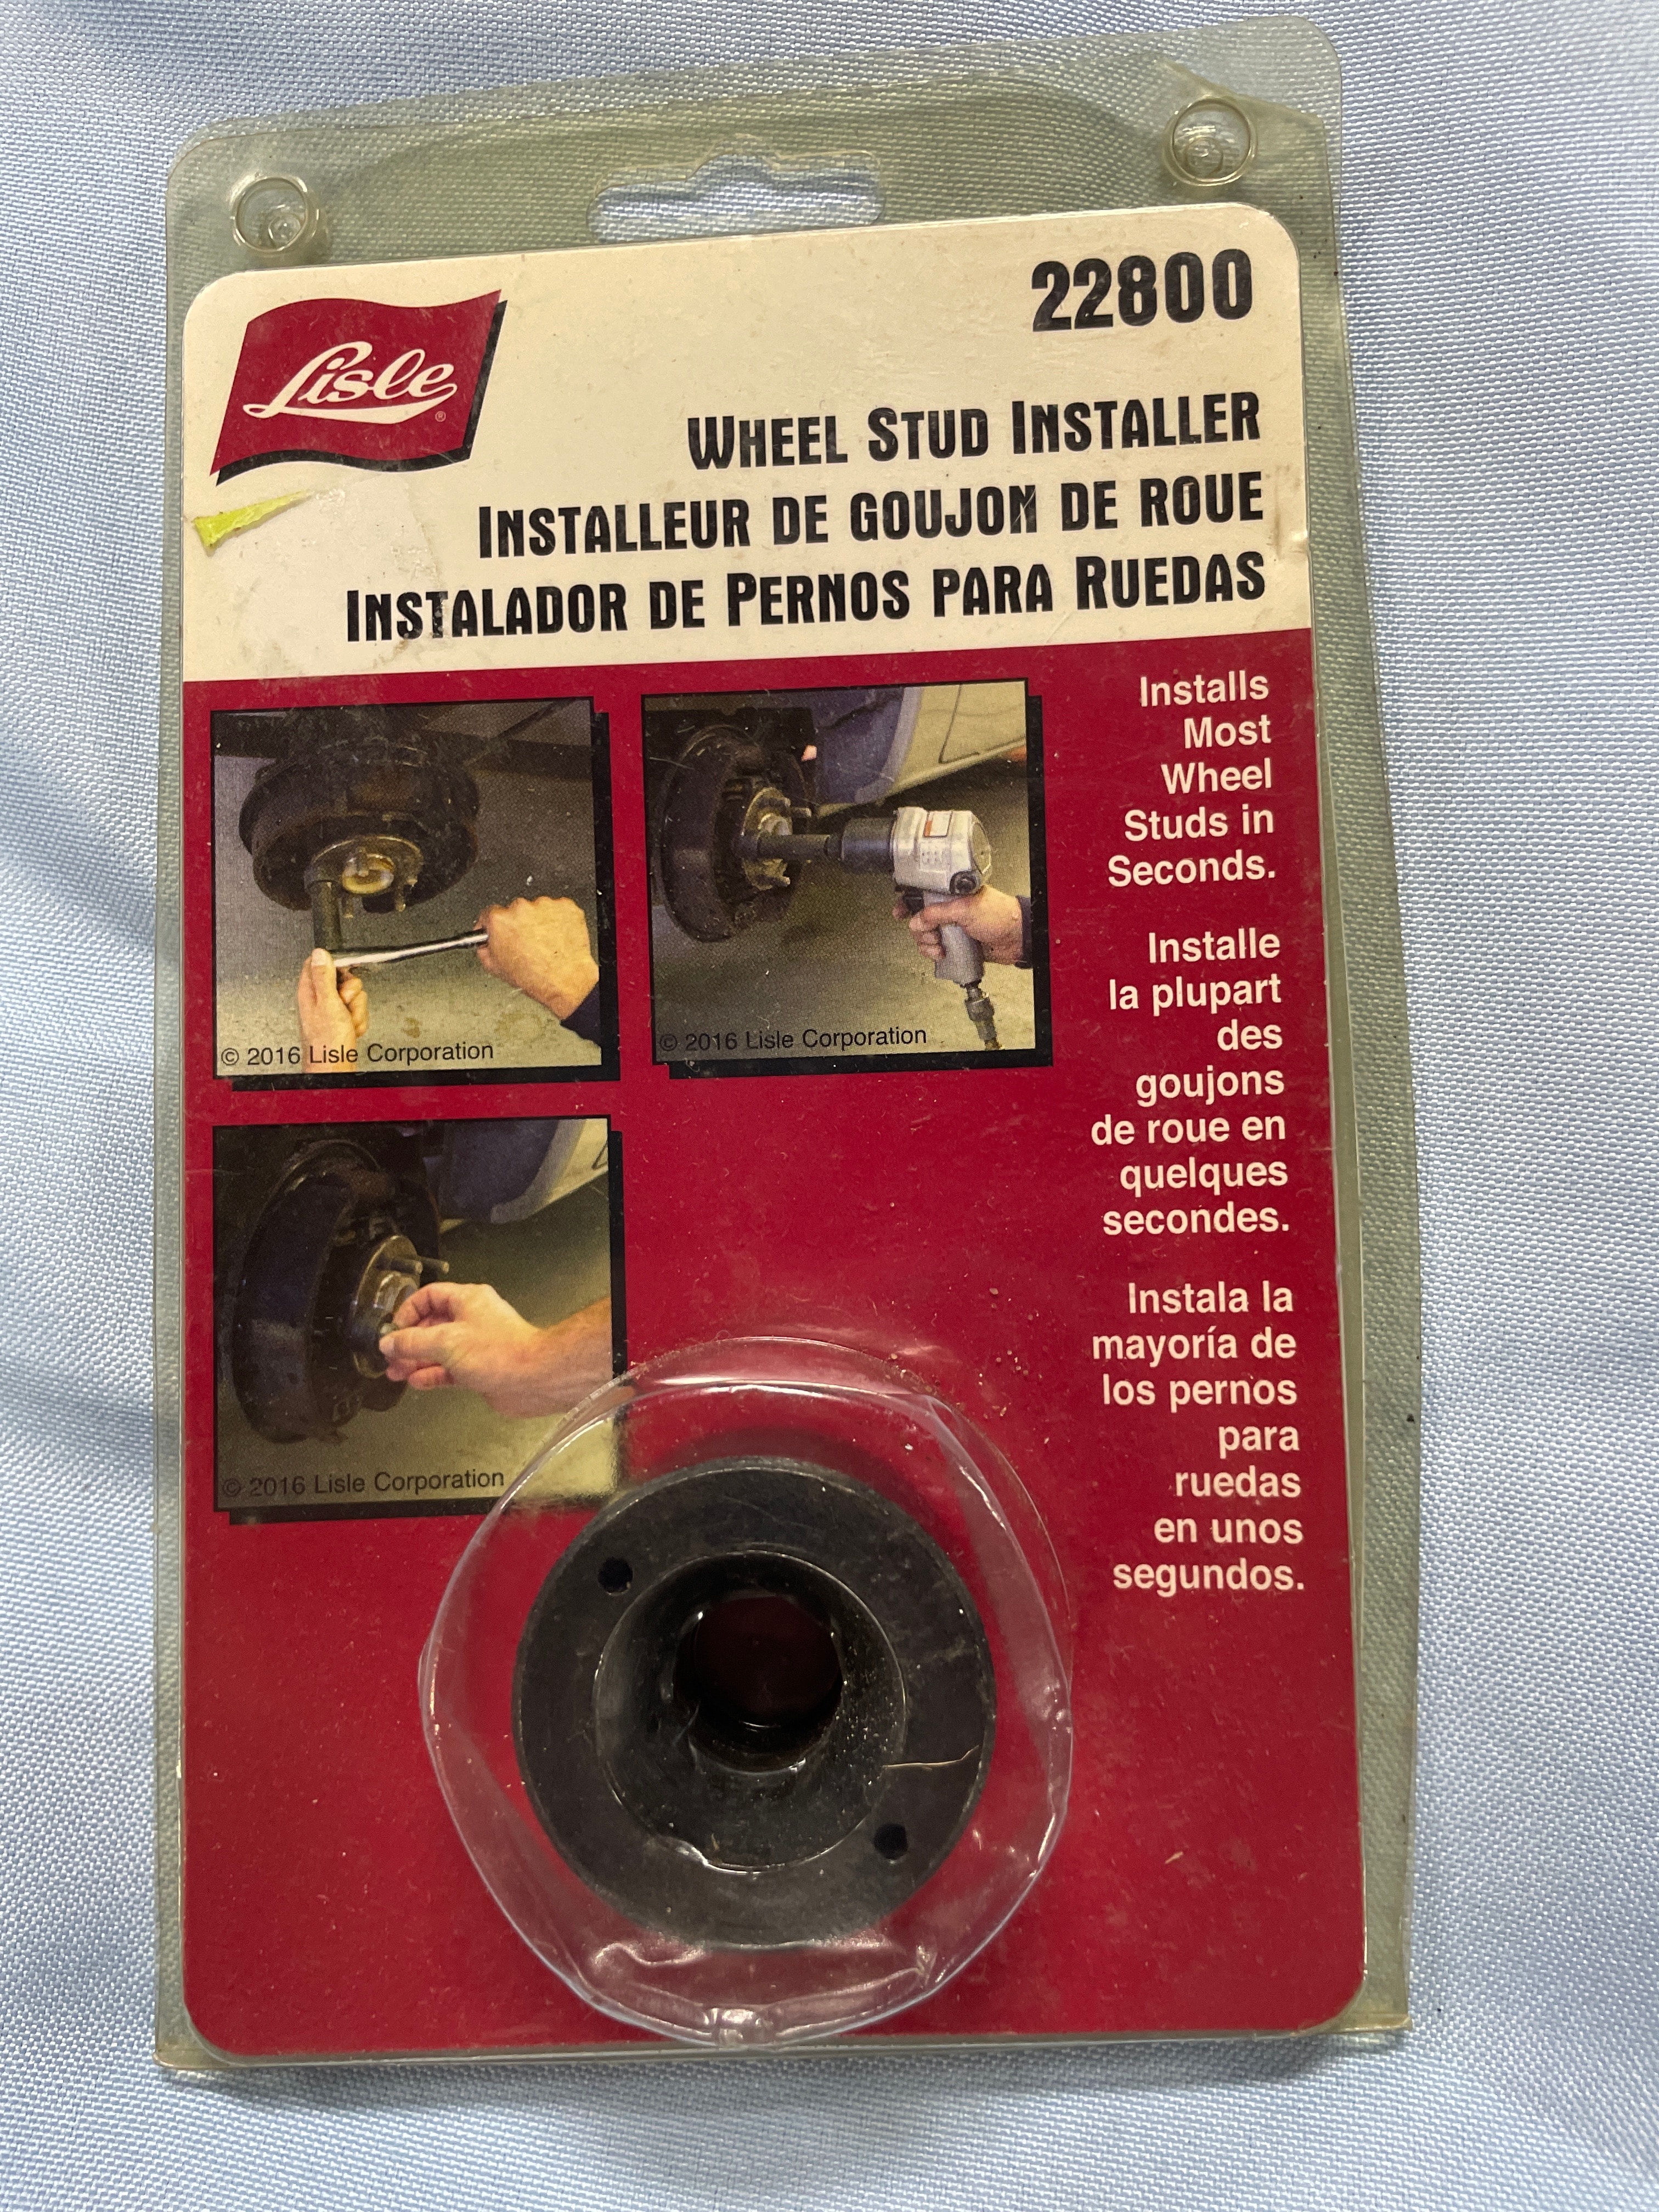 22800
Lisle®
WHEEL STUD INSTALLER
INSTALLEUR DE GOUJON DE ROUE
INSTALADOR DE PERNOS PARA RUEDAS
© 2016 Lisle Corporation
© 2016 Lisle Corporation
© 2016 Lisle Corporation
Installs
Most
Wheel
Studs in
Seconds.
Installe
la plupart
des
goujons
de roue en
quelques
secondes.
Instala la
mayoría de
los pernos
para
ruedas
en unos
segundos.